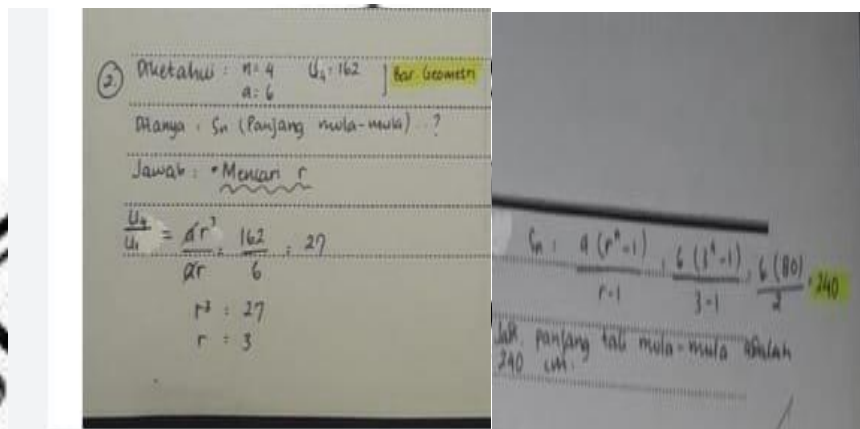 2. Diketahui : n = 4 U₄ = 162 ] Bar. Geometri
a = 6
Ditanya : Sn (Panjang mula-mula) ..?
Jawab : • Mencari r
U₄/U₁ = ar³/ar = 162/6 = 27
r³ = 27
r = 3
Sn = a (rⁿ - 1)/r - 1 = 6 (3⁴ - 1)/3 - 1 = 6 (80)/2 = 240
Jadi, panjang tali mula-mula adalah
240 cm.